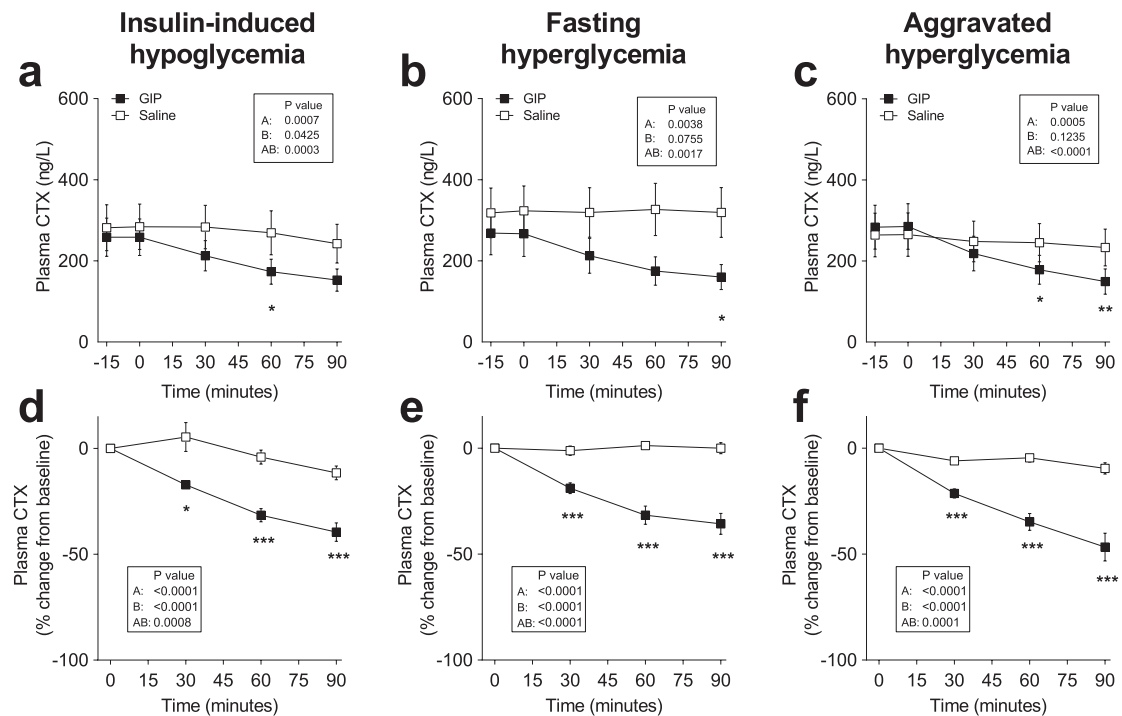 Insulin-induced
hypoglycemia
Fasting
hyperglycemia
Aggravated
hyperglycemia
a
GIP
Saline
P value
A: 0.0007
B: 0.0425
AB: 0.0003
600
400
200
0
Plasma CTX (ng/L)
*
-15 0 15 30 45 60 75 90
Time (minutes)
b
GIP
Saline
P value
A: 0.0038
B: 0.0755
AB: 0.0017
600
400
200
0
Plasma CTX (ng/L)
*
-15 0 15 30 45 60 75 90
Time (minutes)
c
GIP
Saline
P value
A: 0.0005
B: 0.1235
AB: <0.0001
600
400
200
0
Plasma CTX (ng/L)
* **
-15 0 15 30 45 60 75 90
Time (minutes)
d
0
-50
-100
Plasma CTX
(% change from baseline)
* *** ***
P value
A: <0.0001
B: <0.0001
AB: 0.0008
0 15 30 45 60 75 90
Time (minutes)
e
0
-50
-100
Plasma CTX
(% change from baseline)
*** *** ***
P value
A: <0.0001
B: <0.0001
AB: <0.0001
0 15 30 45 60 75 90
Time (minutes)
f
0
-50
-100
Plasma CTX
(% change from baseline)
*** *** ***
P value
A: <0.0001
B: <0.0001
AB: 0.0001
0 15 30 45 60 75 90
Time (minutes)